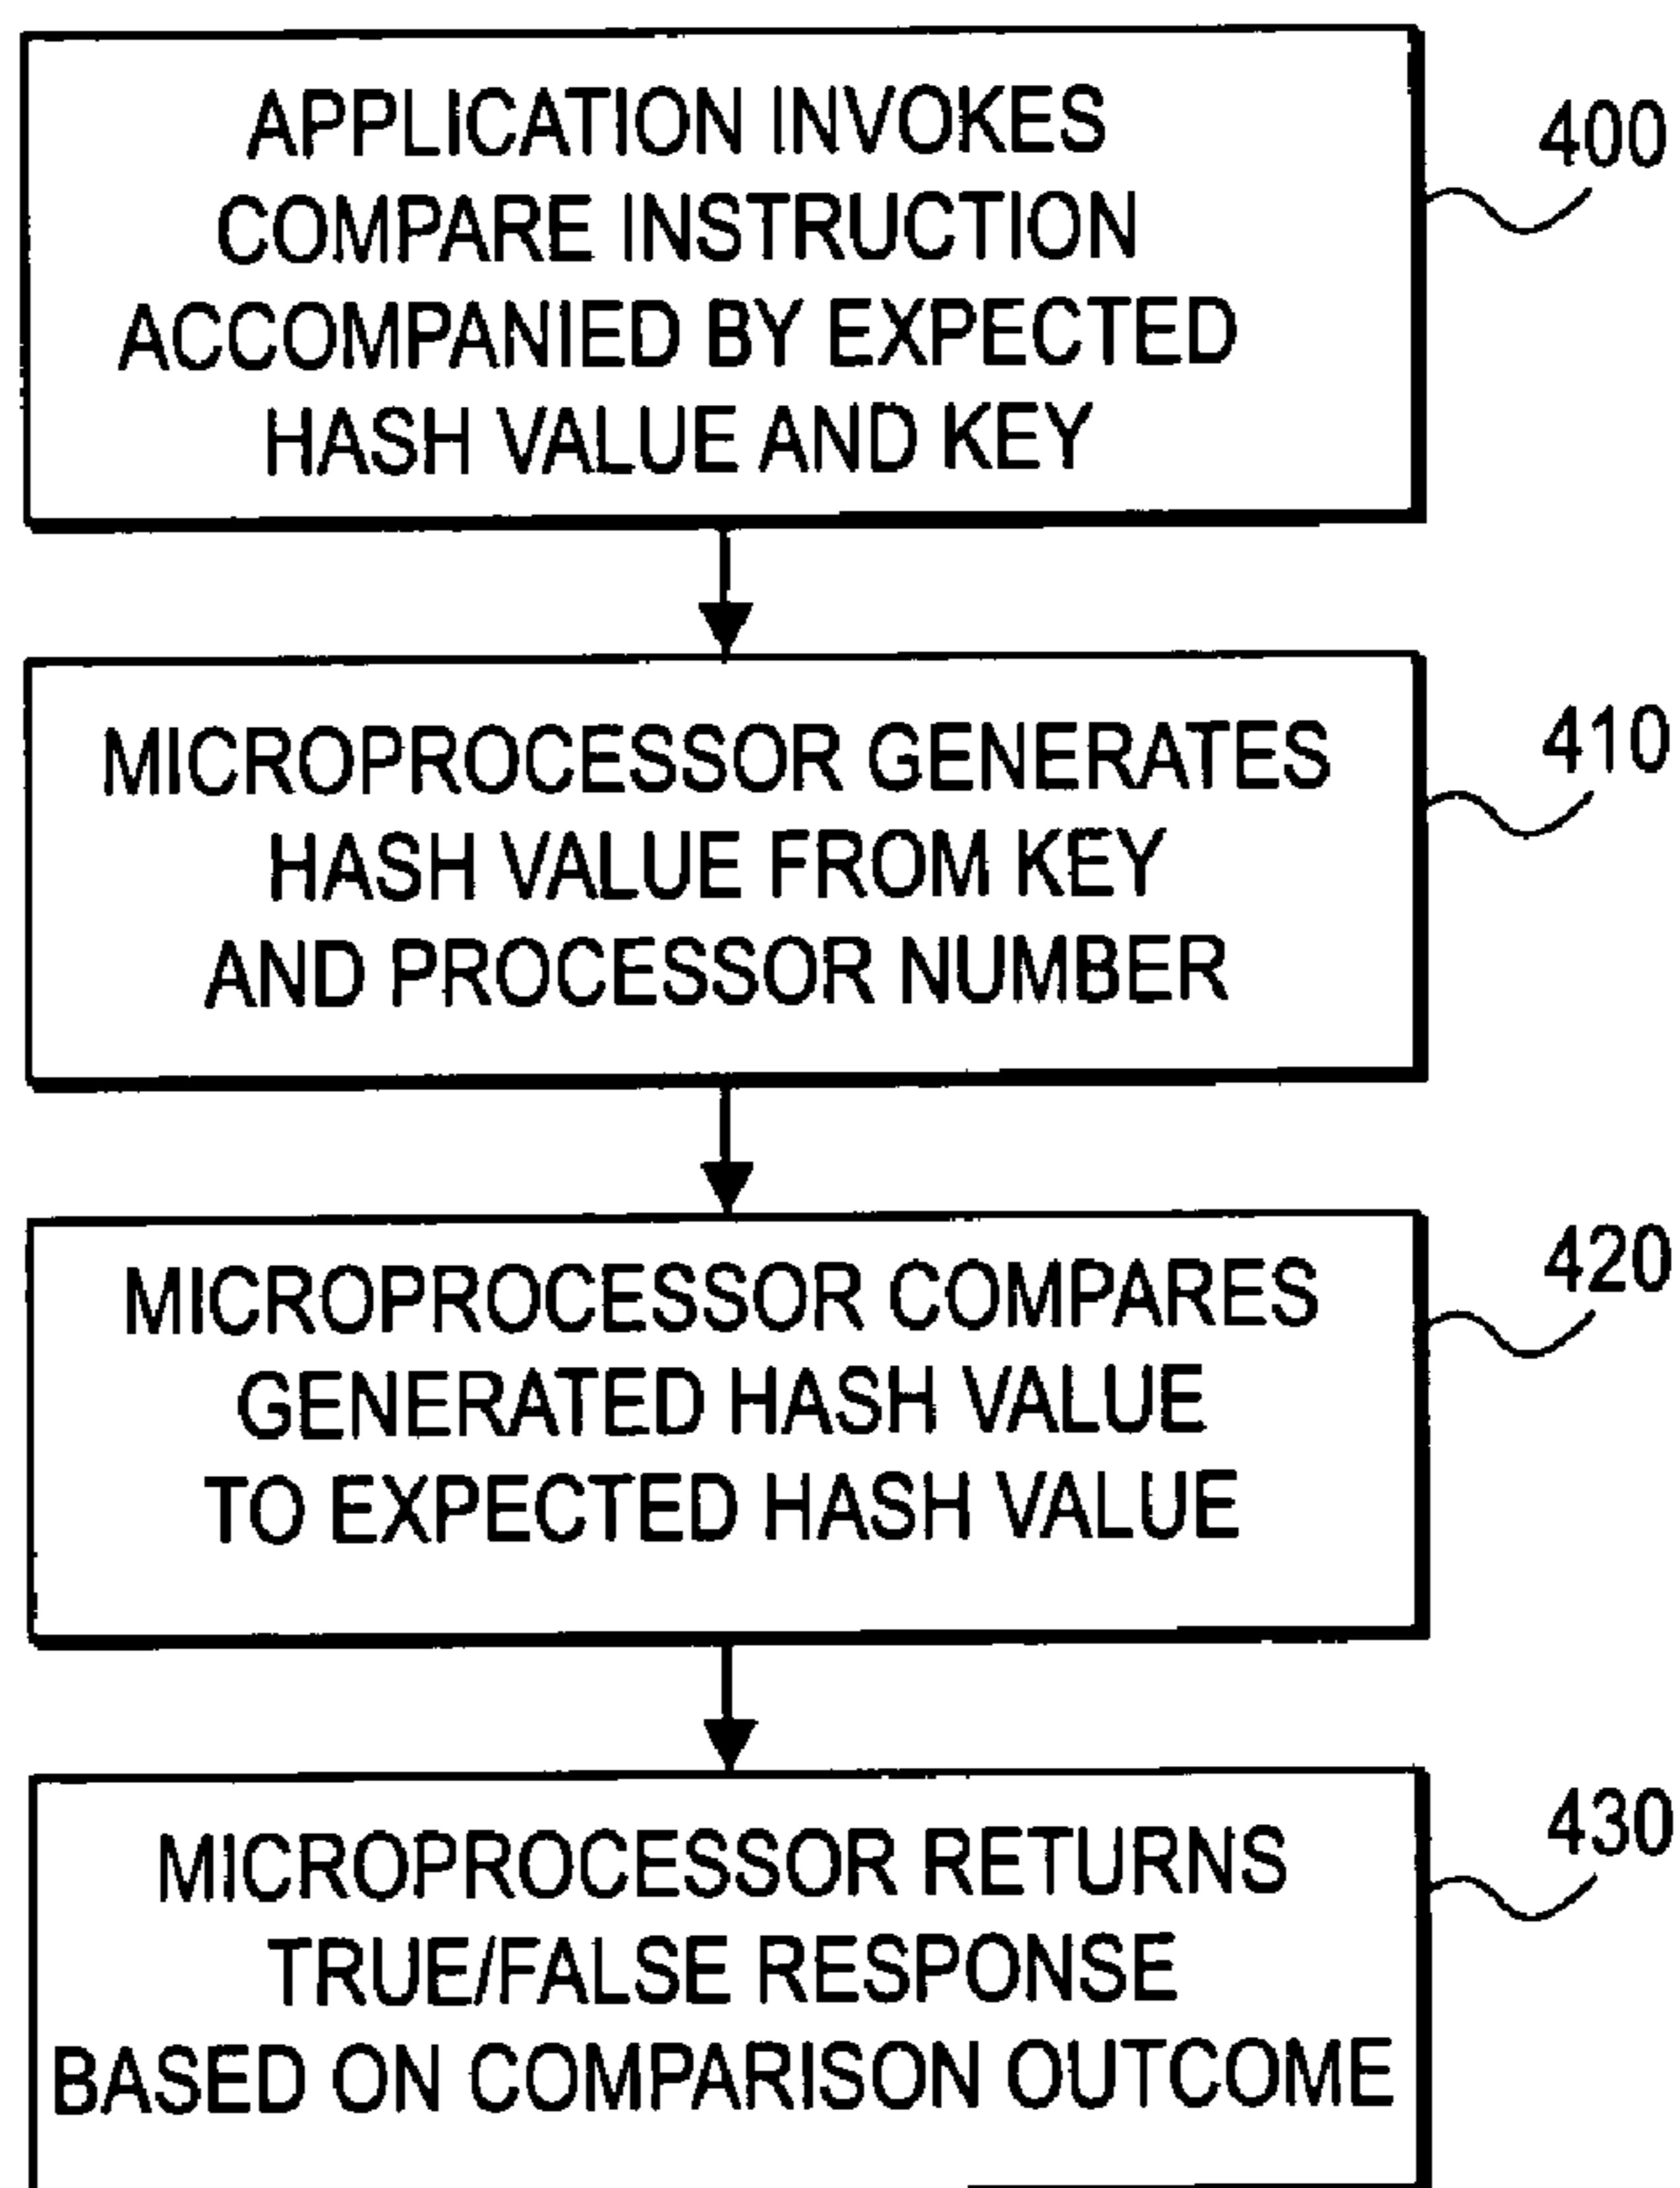 APPLICATION INVOKES
COMPARE INSTRUCTION
ACCOMPANIED BY EXPECTED
HASH VALUE AND KEY
400
MICROPROCESSOR GENERATES
HASH VALUE FROM KEY
AND PROCESSOR NUMBER
410
MICROPROCESSOR COMPARES
GENERATED HASH VALUE
TO EXPECTED HASH VALUE
420
MICROPROCESSOR RETURNS
TRUE/FALSE RESPONSE
BASED ON COMPARISON OUTCOME
430